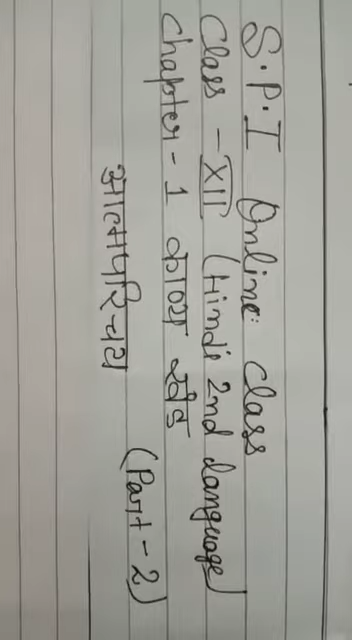 S.P.I Online: Class
Class - XII (Hindi 2nd Language)
Chapter - 1 काव्य खंड
आत्मपरिचय
(Part - 2)